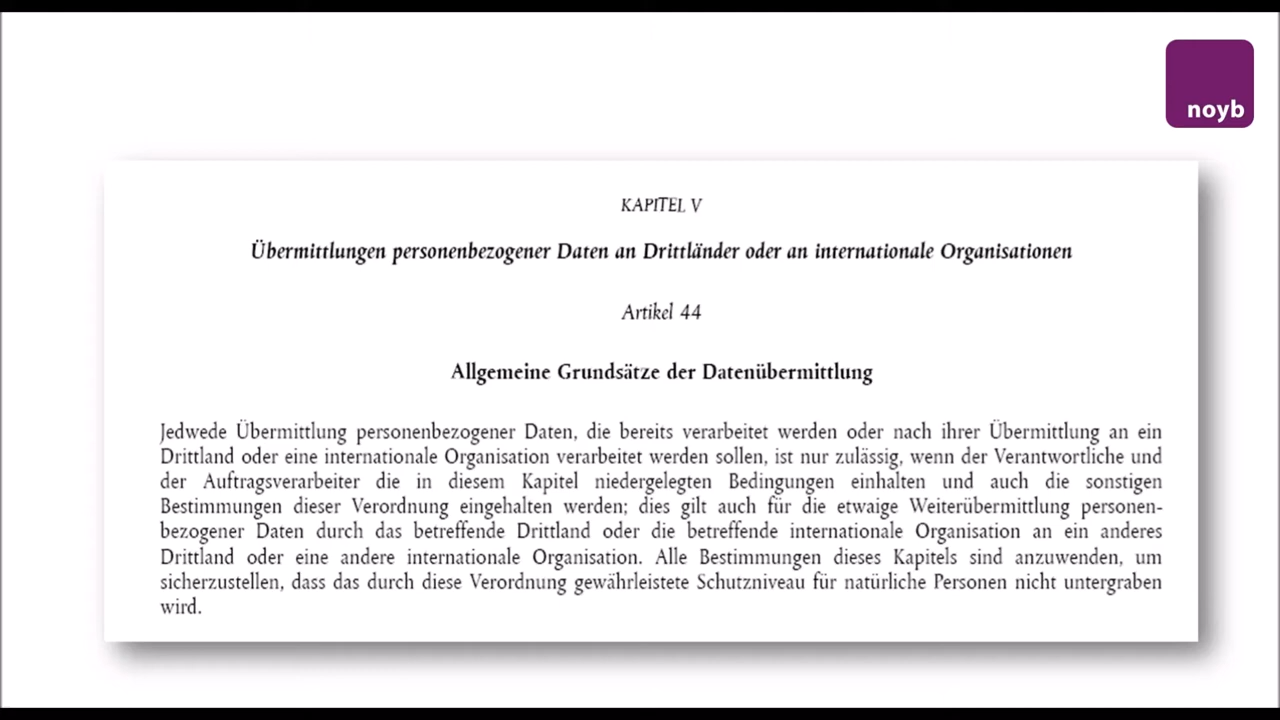 noyb
KAPITEL V
Übermittlungen personenbezogener Daten an Drittländer oder an internationale Organisationen
Artikel 44
Allgemeine Grundsätze der Datenübermittlung
Jedwede Übermittlung personenbezogener Daten, die bereits verarbeitet werden oder nach ihrer Übermittlung an ein
Drittland oder eine internationale Organisation verarbeitet werden sollen, ist nur zulässig, wenn der Verantwortliche und
der Auftragsverarbeiter die in diesem Kapitel niedergelegten Bedingungen einhalten und auch die sonstigen
Bestimmungen dieser Verordnung eingehalten werden; dies gilt auch für die etwaige Weiterübermittlung personen-
bezogener Daten durch das betreffende Drittland oder die betreffende internationale Organisation an ein anderes
Drittland oder eine andere internationale Organisation. Alle Bestimmungen dieses Kapitels sind anzuwenden, um
sicherzustellen, dass das durch diese Verordnung gewährleistete Schutzniveau für natürliche Personen nicht untergraben
wird.